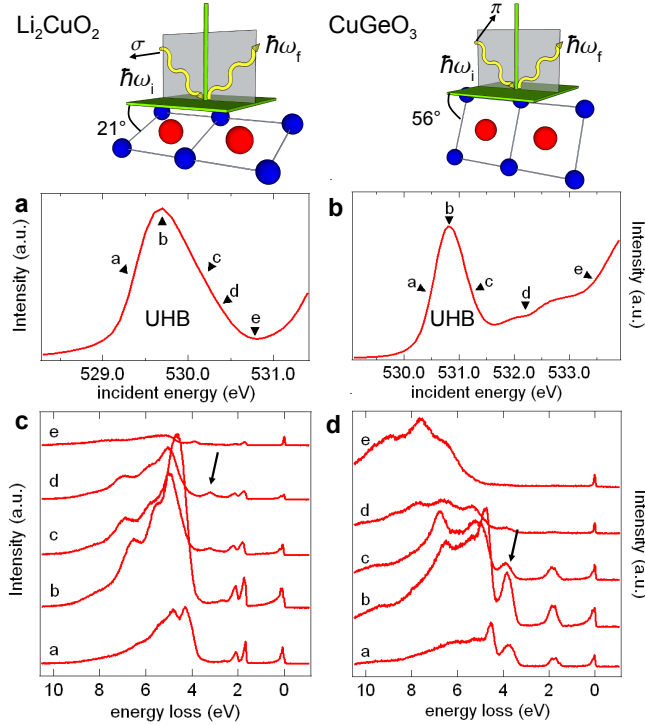 Li₂CuO₂
CuGeO₃
σ
ħωi
ħωf
21°
π
ħωi
ħωf
56°
a
Intensity (a.u.)
a
b
c
d
e
UHB
529.0
530.0
531.0
incident energy (eV)
b
Intensity (a.u.)
a
b
c
d
e
UHB
530.0
531.0
532.0
533.0
incident energy (eV)
c
Intensity (a.u.)
e
d
c
b
a
10
8
6
4
2
0
energy loss (eV)
d
Intensity (a.u.)
e
d
c
b
a
10
8
6
4
2
0
energy loss (eV)